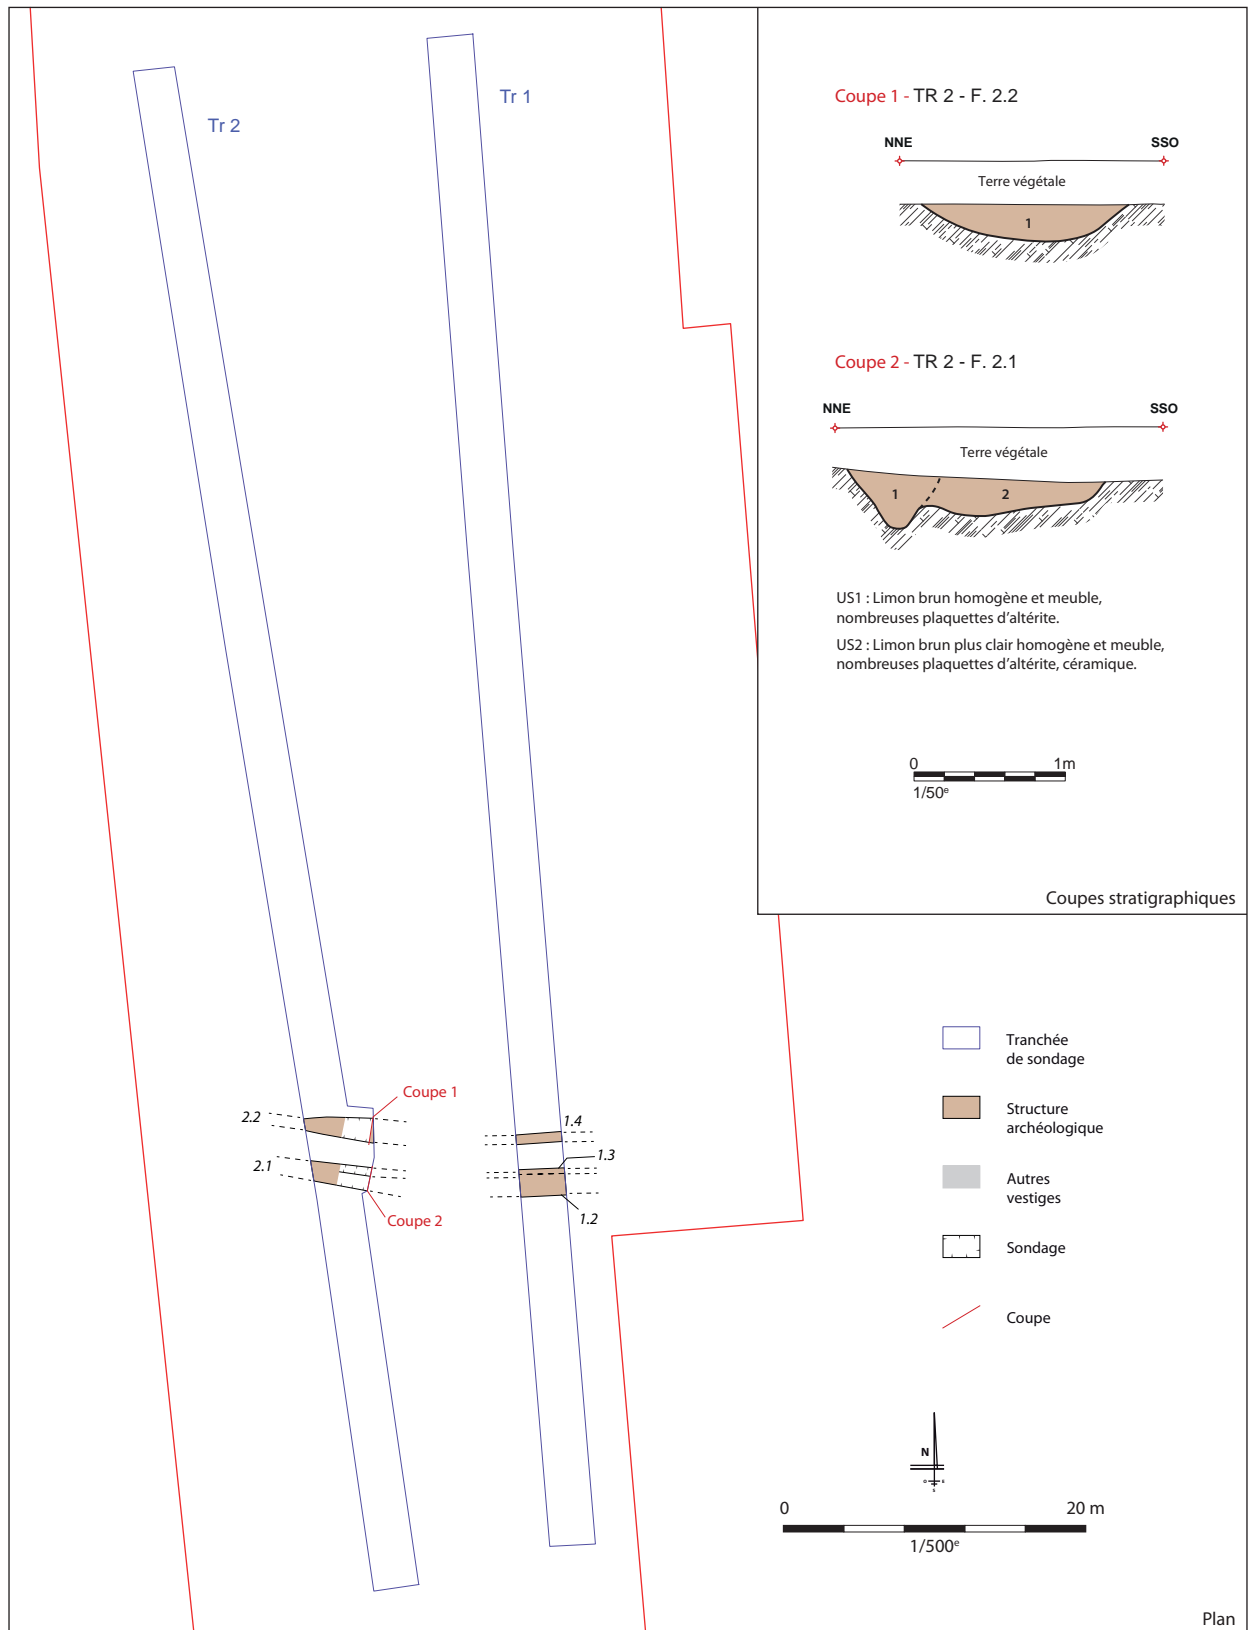 Tr 1
Tr 2
Coupe 1 - TR 2 - F. 2.2
NNE
SSO
Terre végétale
1
Coupe 2 - TR 2 - F. 2.1
NNE
SSO
Terre végétale
1
2
US1 : Limon brun homogène et meuble,
nombreuses plaquettes d'altérite.
US2 : Limon brun plus clair homogène et meuble,
nombreuses plaquettes d'altérite, céramique.
0
1m
1/50e
Coupes stratigraphiques
Coupe 1
2.2
2.1
Coupe 2
1.4
1.3
1.2
Tranchée
de sondage
Structure
archéologique
Autres
vestiges
Sondage
Coupe
N
O
E
S
0
20 m
1/500e
Plan